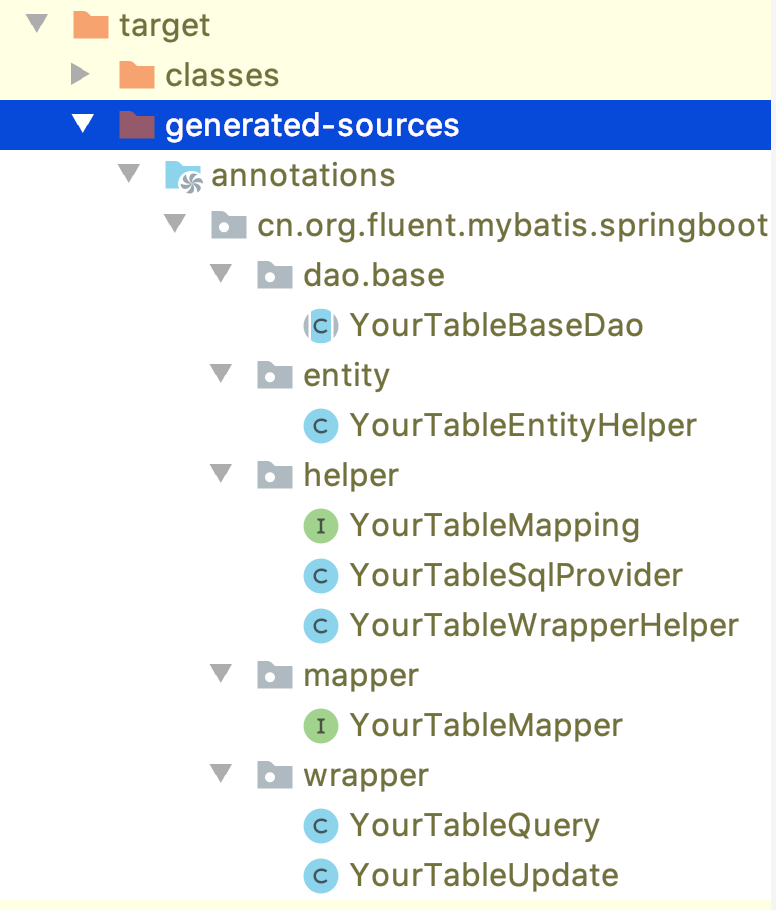 target
classes
generated-sources
annotations
cn.org.fluent.mybatis.springboot
dao.base
C YourTableBaseDao
entity
C YourTableEntityHelper
helper
I YourTableMapping
C YourTableSqlProvider
C YourTableWrapperHelper
mapper
I YourTableMapper
wrapper
C YourTableQuery
C YourTableUpdate